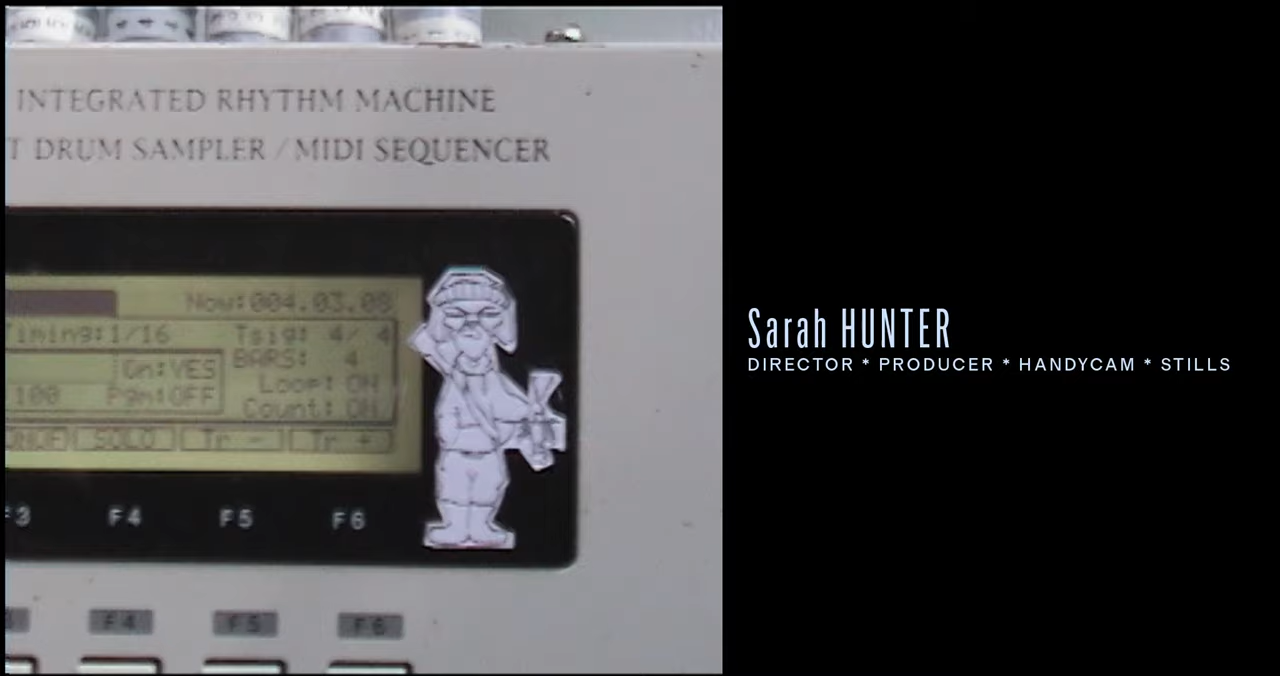 INTEGRATED RHYTHM MACHINE
T DRUM SAMPLER / MIDI SEQUENCER
Now:004.03.08
Timing:1/16 Tsig: 4/ 4
On:YES BARS: 4
100 Pgm:OFF Loop: ON
Count: ON
SOLO Tr - Tr +
F4 F5 F6
F4 F5 F6
Sarah HUNTER
DIRECTOR * PRODUCER * HANDYCAM * STILLS